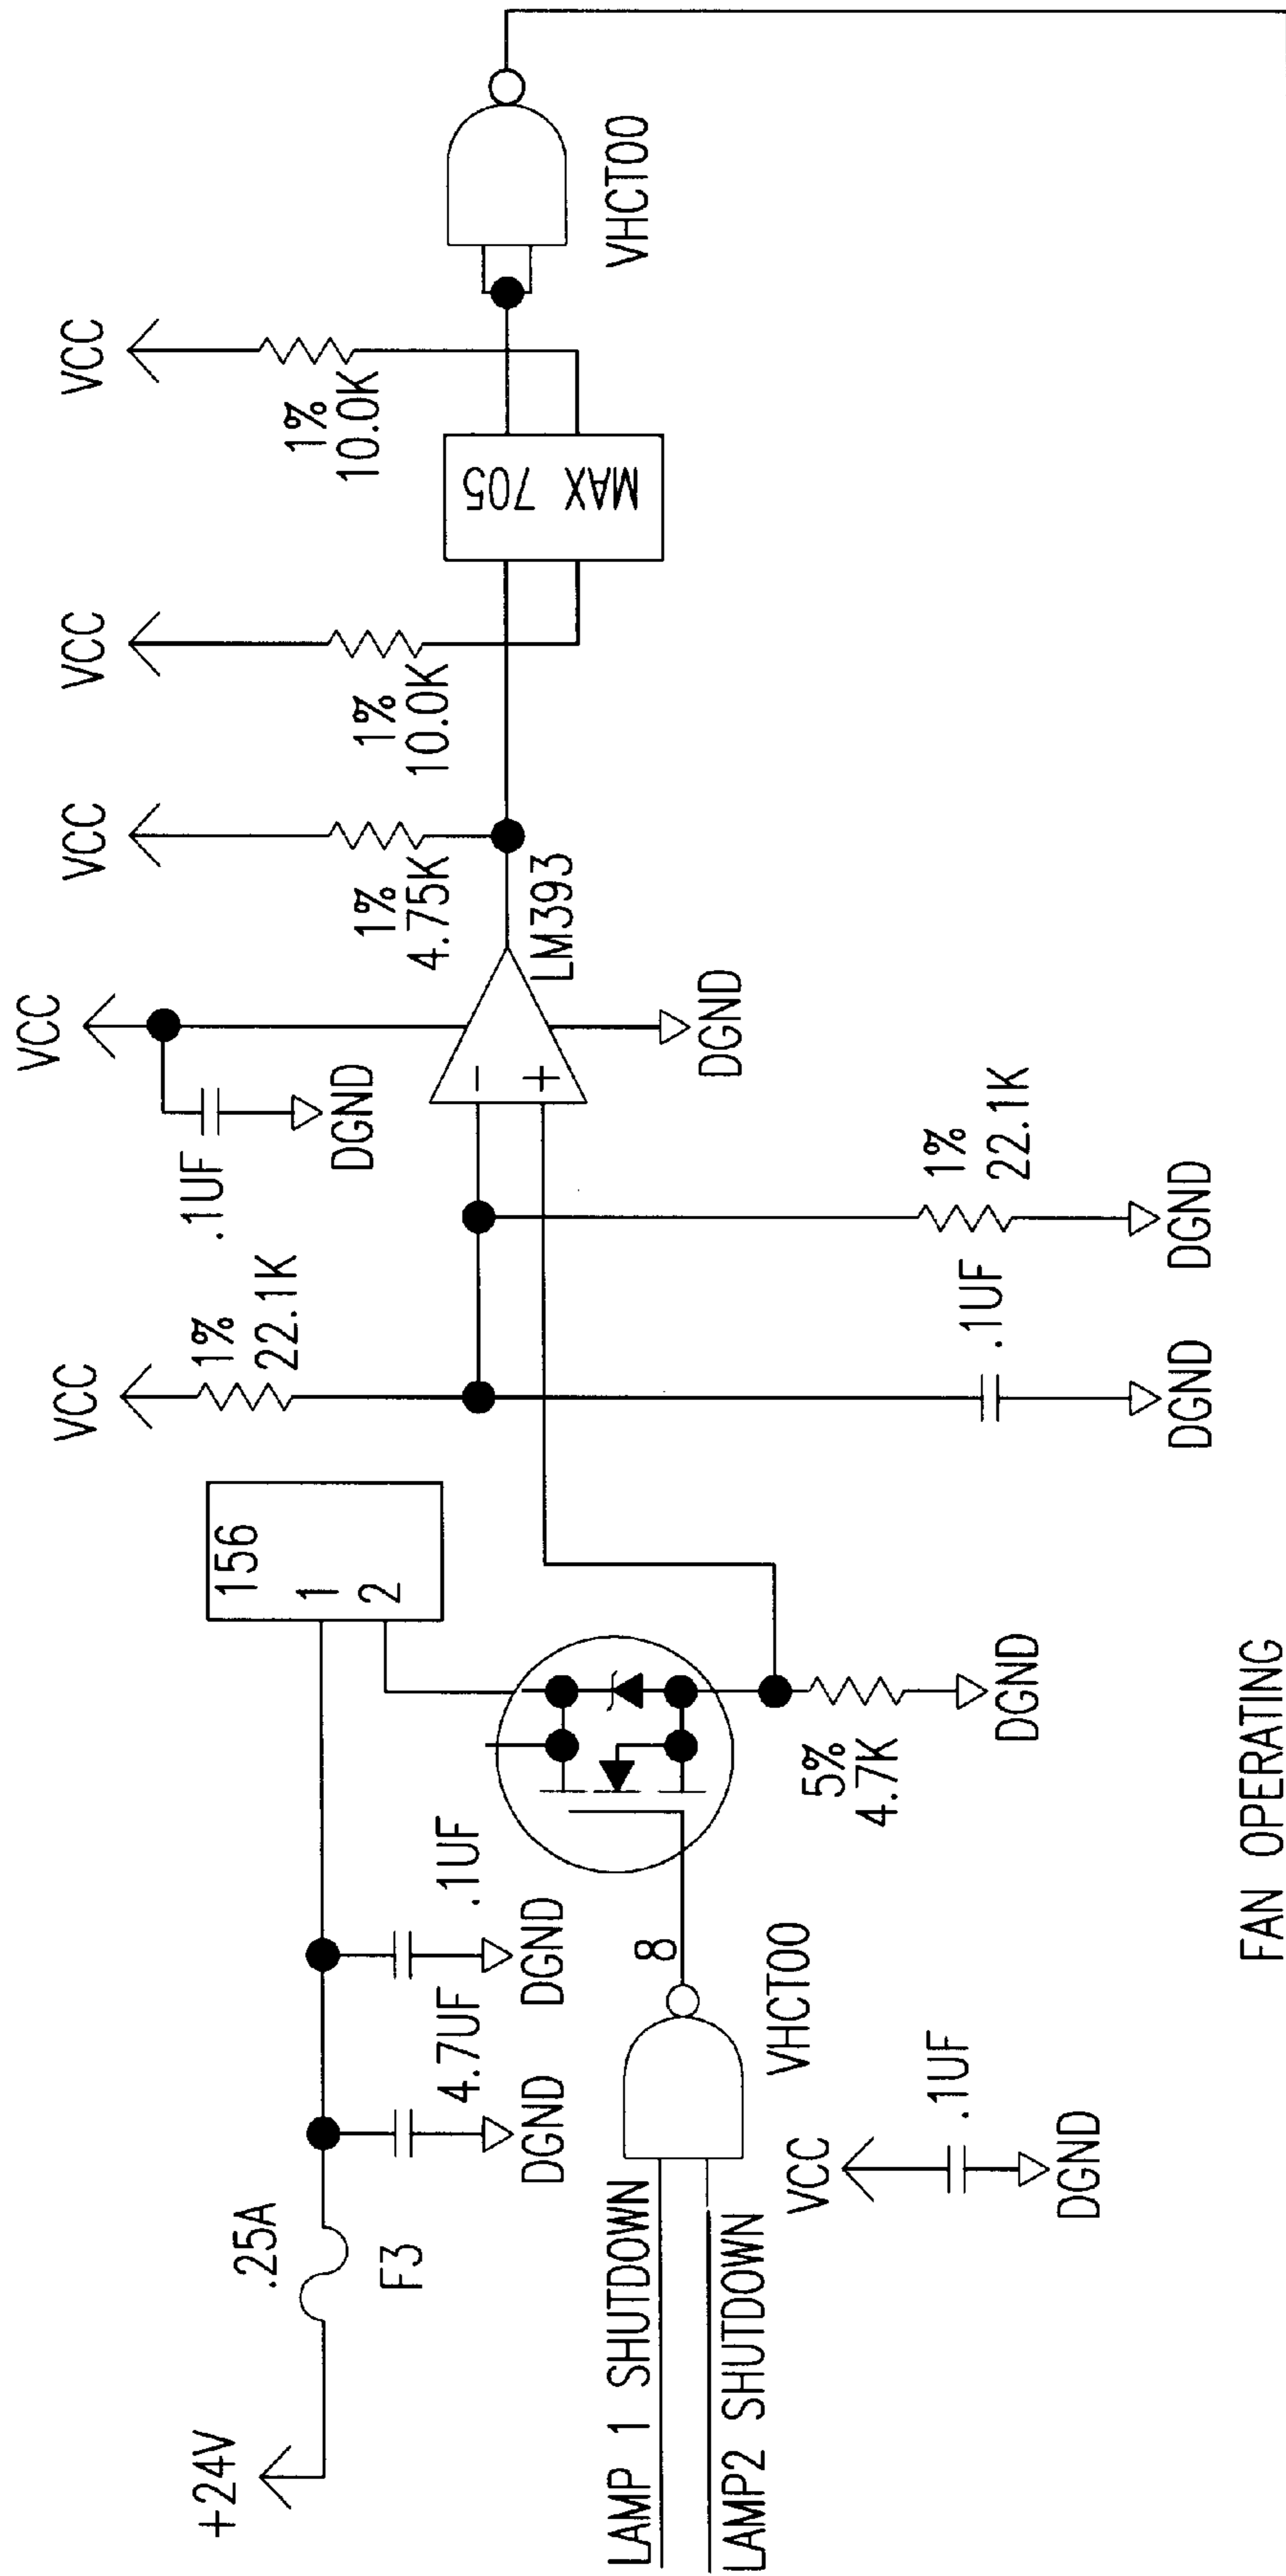 +24V
.25A
F3
4.7UF
DGND
.1UF
DGND
156
1
2
LAMP 1 SHUTDOWN
LAMP2 SHUTDOWN
8
VHCT00
VCC
.1UF
DGND
5%
4.7K
DGND
FAN OPERATING
VCC
1%
22.1K
.1UF
DGND
1%
22.1K
DGND
VCC
.1UF
DGND
-
+
LM393
DGND
VCC
1%
4.75K
VCC
1%
10.0K
MAX 705
VCC
1%
10.0K
VHCT00